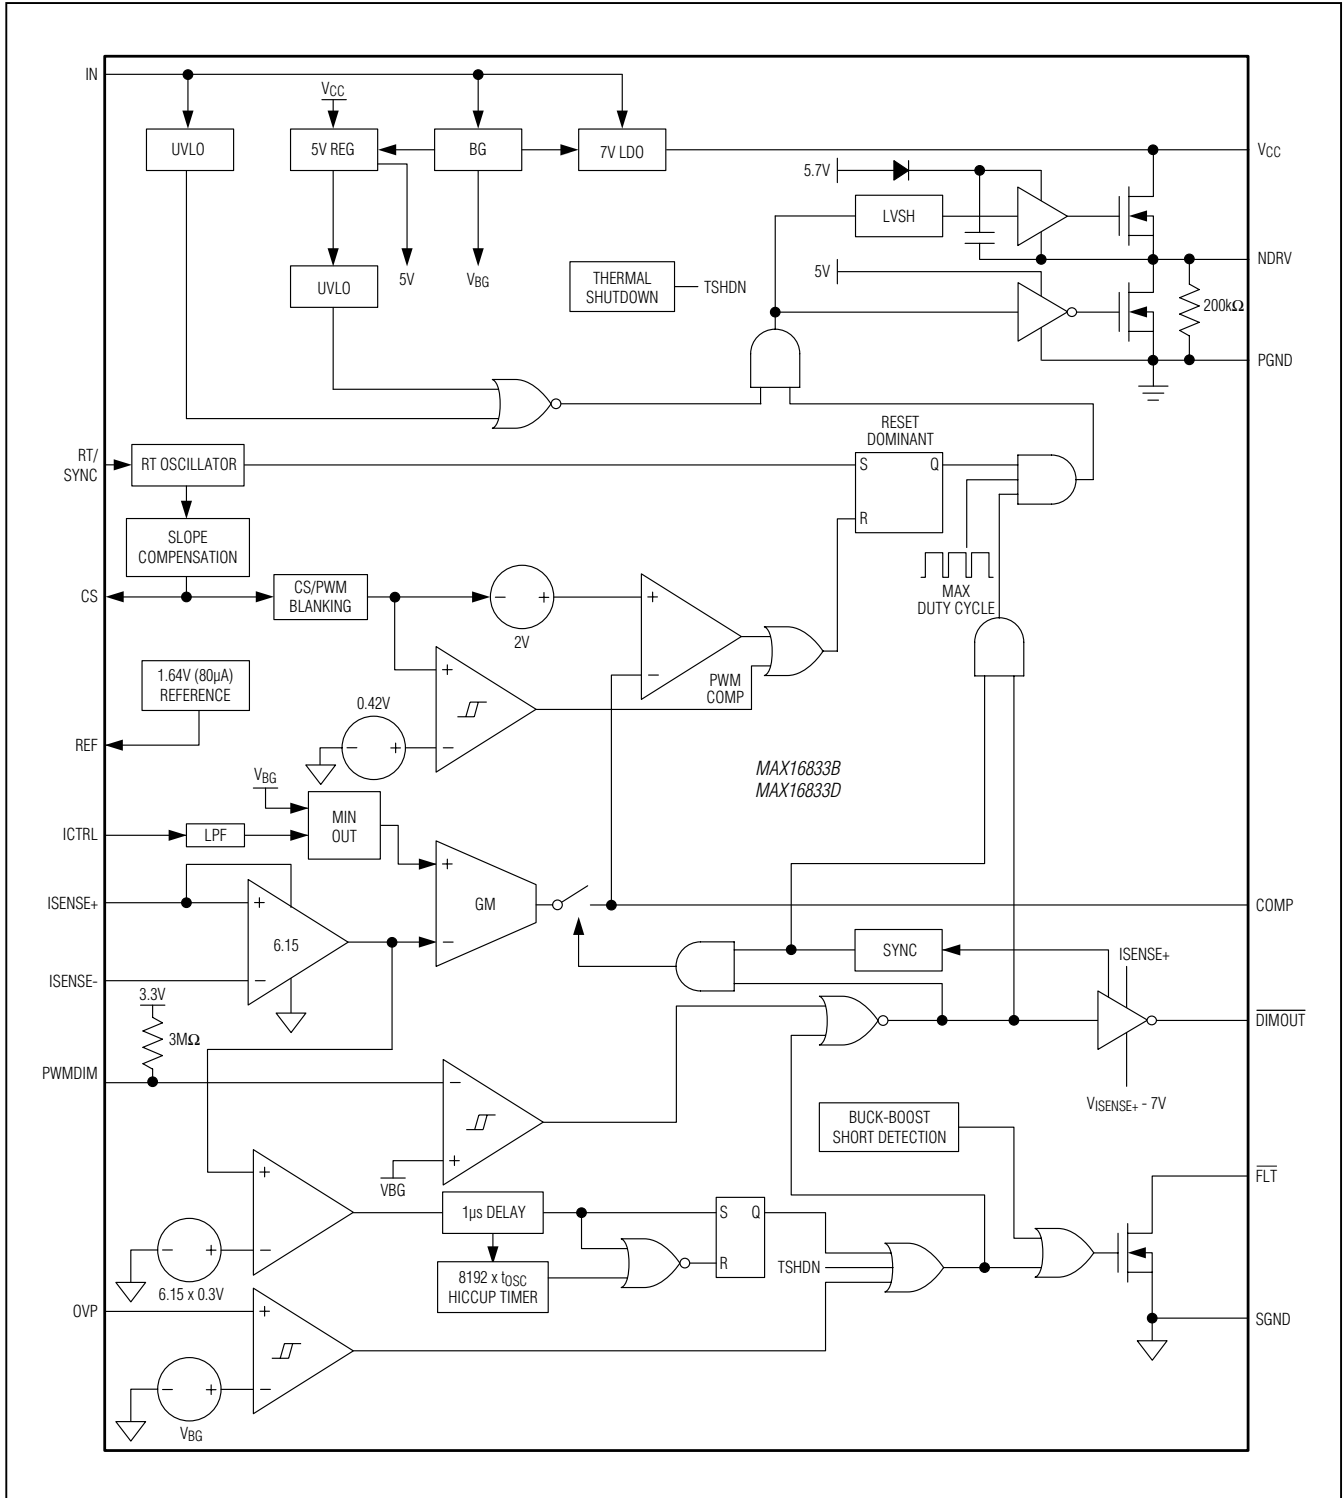 IN
VCC
UVLO
5V REG
BG
7V LDO
VCC
5.7V
LVSH
5V
VBG
THERMAL
SHUTDOWN
TSHDN
UVLO
5V
NDRV
200kΩ
PGND
RT/
SYNC
RT OSCILLATOR
RESET
DOMINANT
S
Q
R
SLOPE
COMPENSATION
CS
CS/PWM
BLANKING
-
+
2V
+
-
PWM
COMP
MAX
DUTY CYCLE
1.64V (80µA)
REFERENCE
REF
0.42V
-
+
+
-
MAX16833B
MAX16833D
VBG
MIN
OUT
ICTRL
LPF
+
-
GM
ISENSE+
+
6.15
-
ISENSE-
COMP
SYNC
ISENSE+
DIMOUT
VISENSE+ - 7V
3.3V
3MΩ
PWMDIM
-
+
VBG
BUCK-BOOST
SHORT DETECTION
FLT
+
-
-
+
6.15 x 0.3V
1µs DELAY
8192 x tOSC
HICCUP TIMER
S
Q
R
TSHDN
OVP
+
-
-
+
VBG
SGND